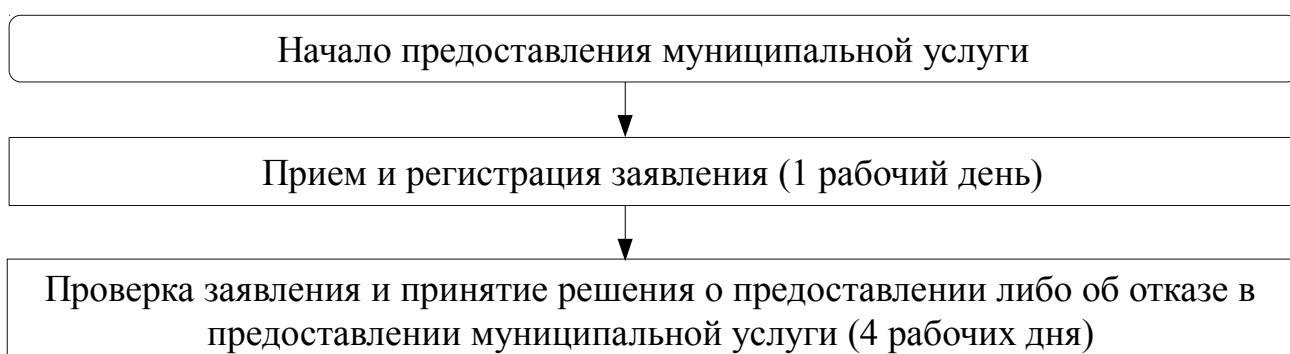 Начало предоставления муниципальной услуги
Прием и регистрация заявления (1 рабочий день)
Проверка заявления и принятие решения о предоставлении либо об отказе в
предоставлении муниципальной услуги (4 рабочих дня)